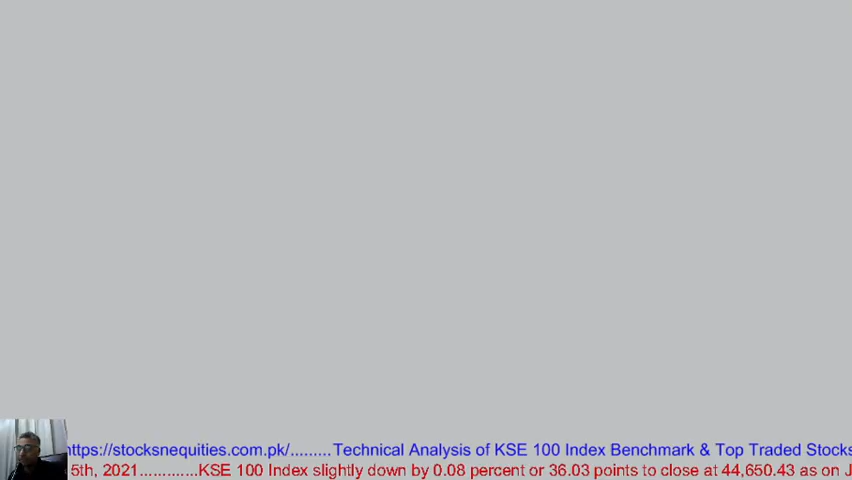 https://stocksnequities.com.pk/.........Technical Analysis of KSE 100 Index Benchmark & Top Traded Stocks
5th, 2021.............KSE 100 Index slightly down by 0.08 percent or 36.03 points to close at 44,650.43 as on J